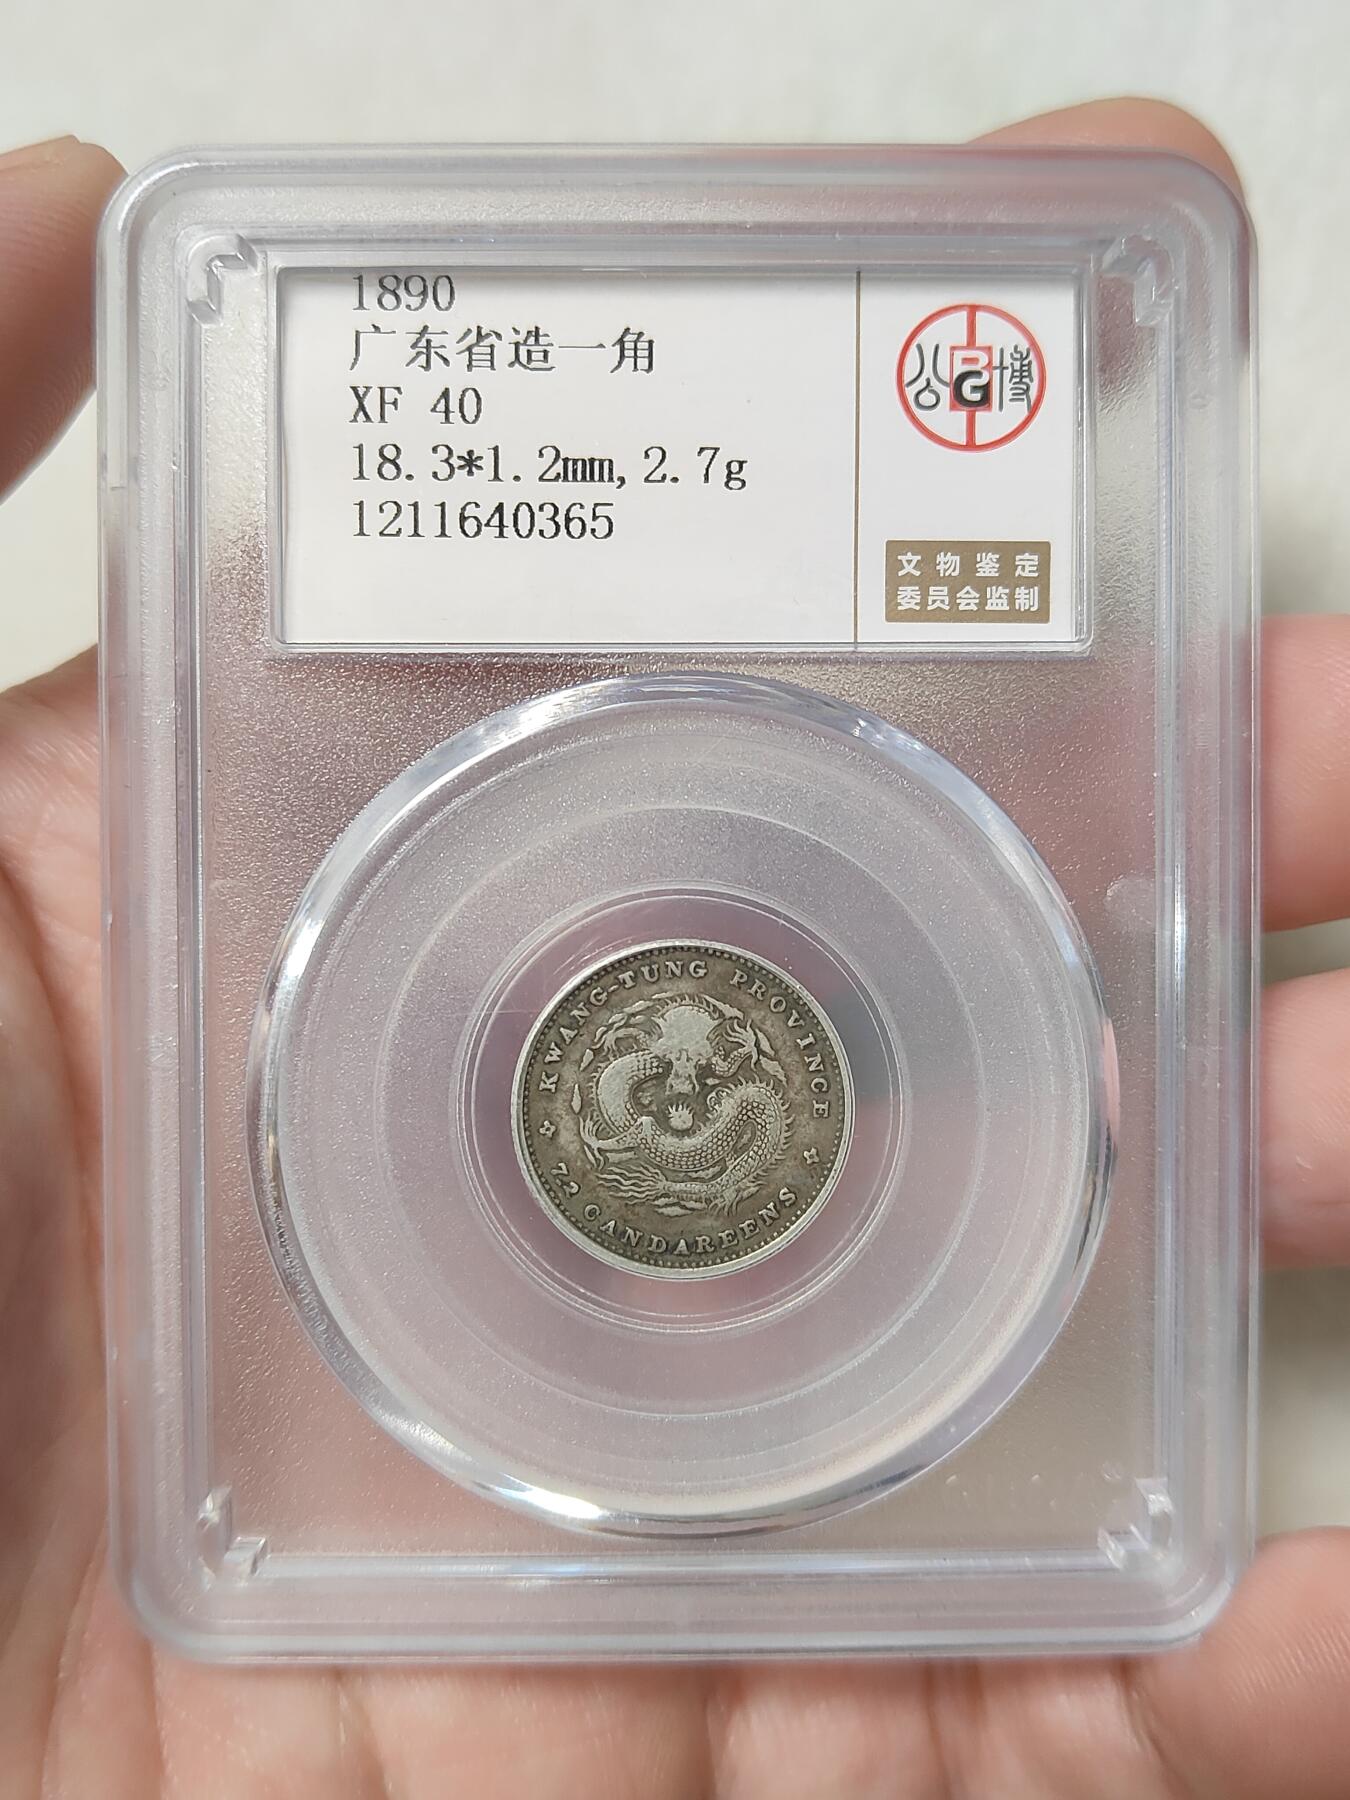 1890
广东省造一角
XF 40
18.3*1.2mm,2.7g
1211640365
公 PG 博
文物鉴定
委员会监制
KWANG-TUNG PROVINCE
7.2 CANDAREENS